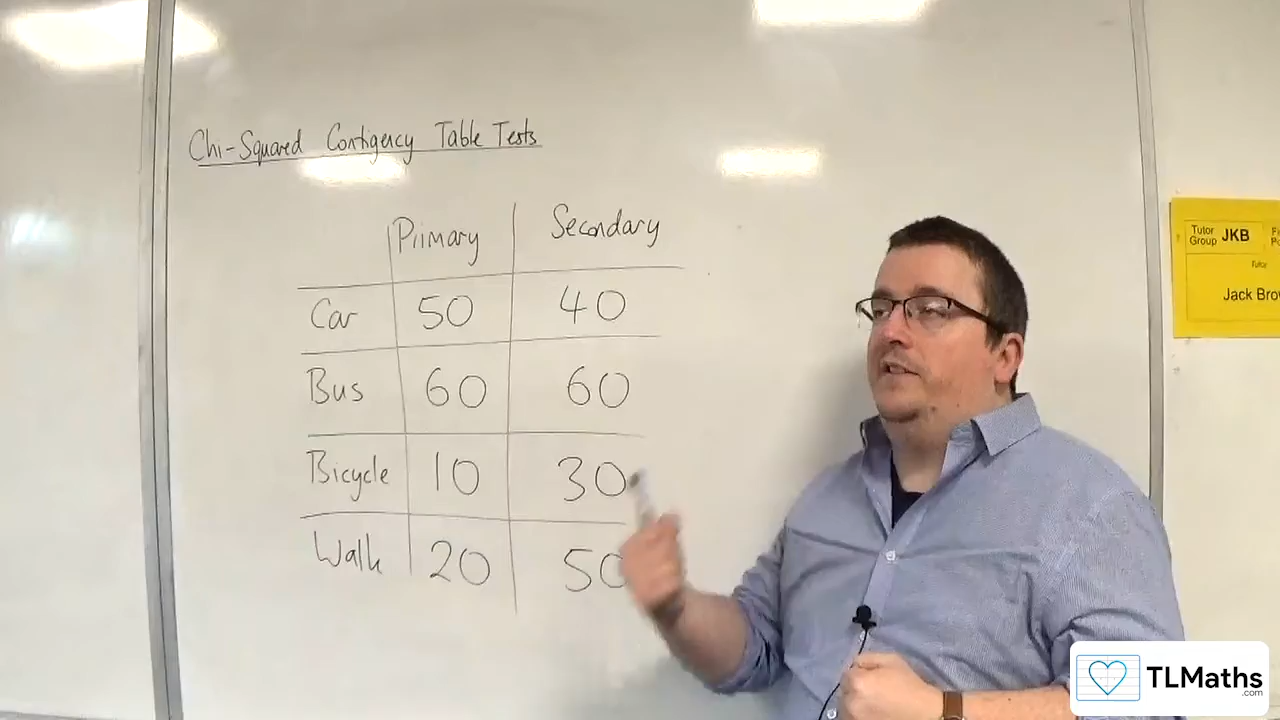 Chi-Squared Contigency Table Tests
Primary Secondary
Car 50 40
Bus 60 60
Bicycle 10 30
Walk 20 50
Tutor Group JKB
Tutor
Jack
TLMaths
.com